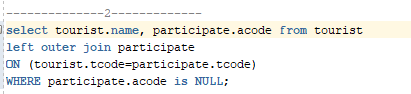 --------------2-------------
select tourist.name, participate.acode from tourist
left outer join participate
ON (tourist.tcode=participate.tcode)
WHERE participate.acode is NULL;